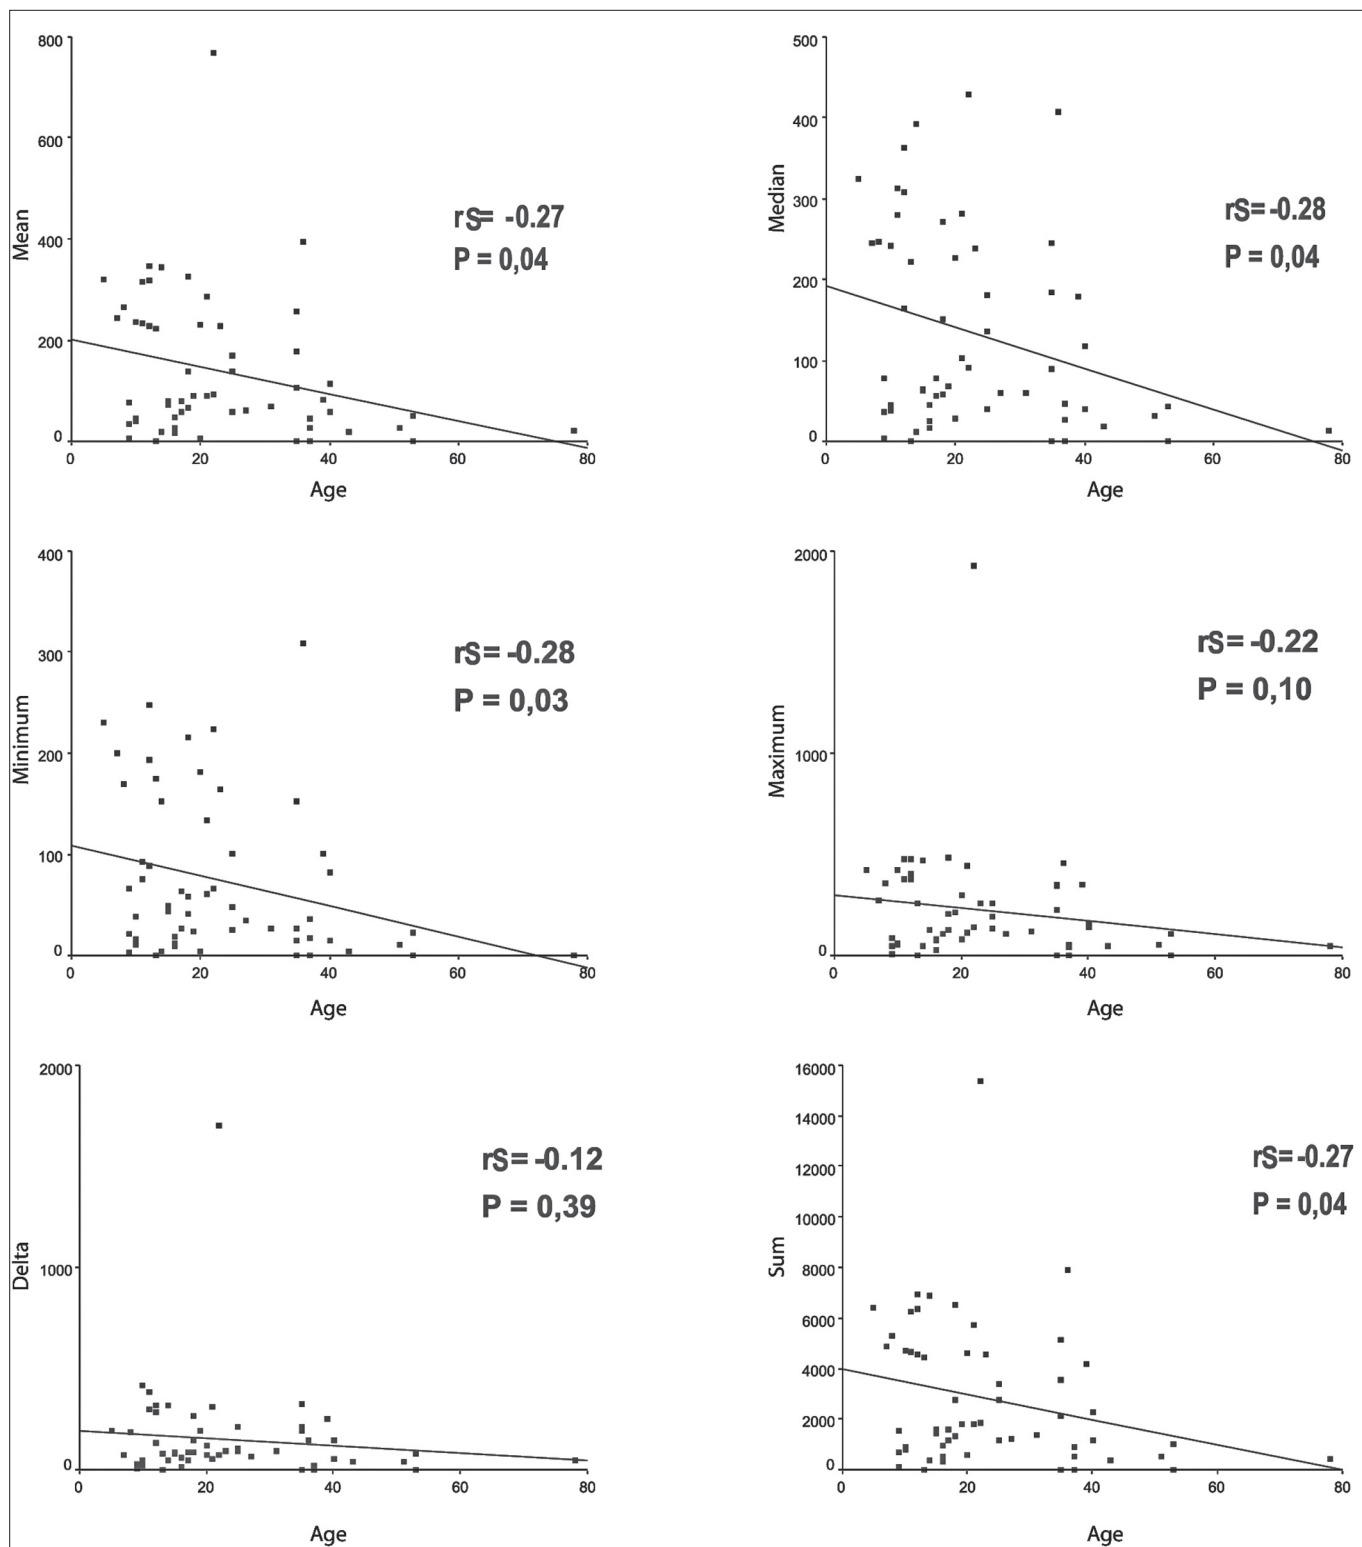 800
600
400
200
0
Mean
rS= -0.27
P = 0,04
0 20 40 60 80
Age
500
400
300
200
100
0
Median
rS=-0.28
P = 0,04
0 20 40 60 80
Age
400
300
200
100
0
Minimum
rS= -0.28
P = 0,03
0 20 40 60 80
Age
2000
1000
0
Maximum
rS= -0.22
P = 0,10
0 20 40 60 80
Age
2000
1000
0
Delta
rS= -0.12
P = 0,39
0 20 40 60 80
Age
16000
14000
12000
10000
8000
6000
4000
2000
0
Sum
rS= -0.27
P = 0,04
0 20 40 60 80
Age